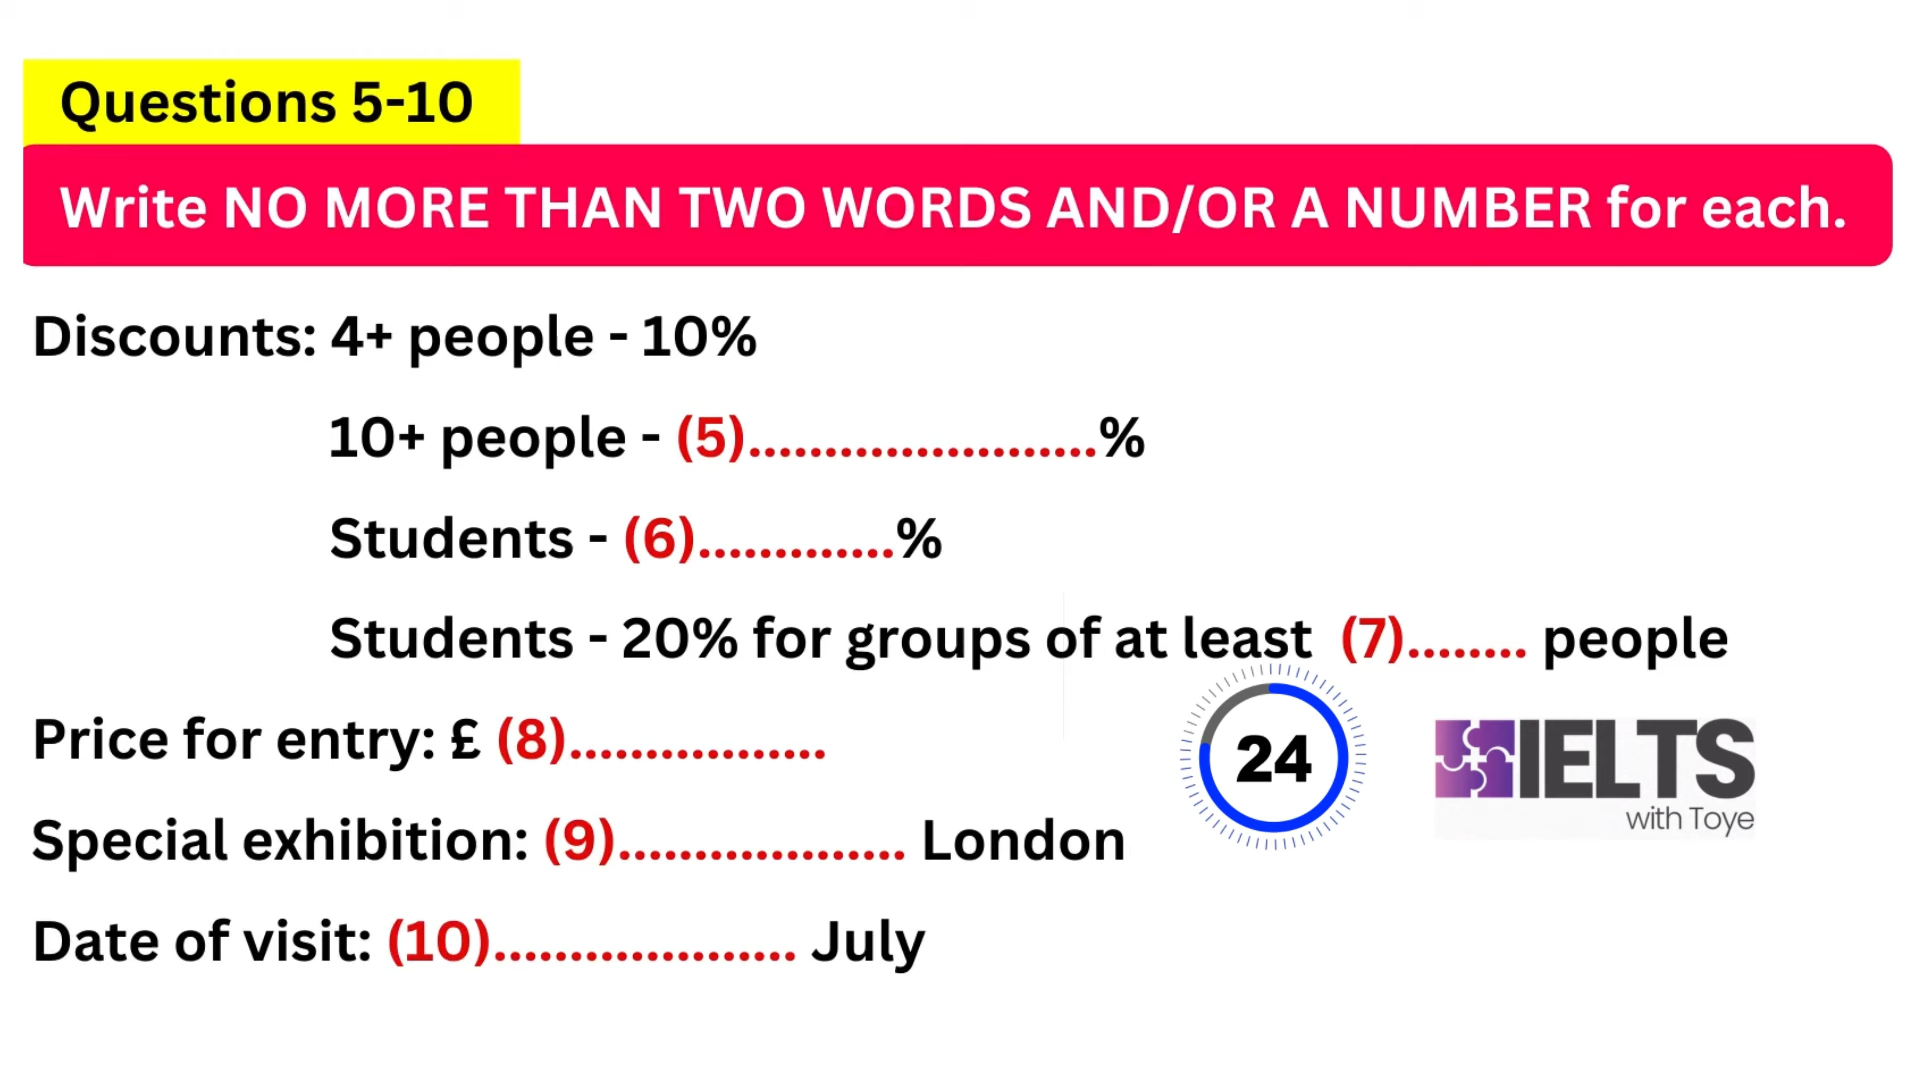 Questions 5-10
Write NO MORE THAN TWO WORDS AND/OR A NUMBER for each.
Discounts: 4+ people - 10%
10+ people - (5).......................%
Students - (6).............%
Students - 20% for groups of at least (7)........ people
Price for entry: £ (8).................
24
IELTS
with Toye
Special exhibition: (9)................... London
Date of visit: (10).................... July